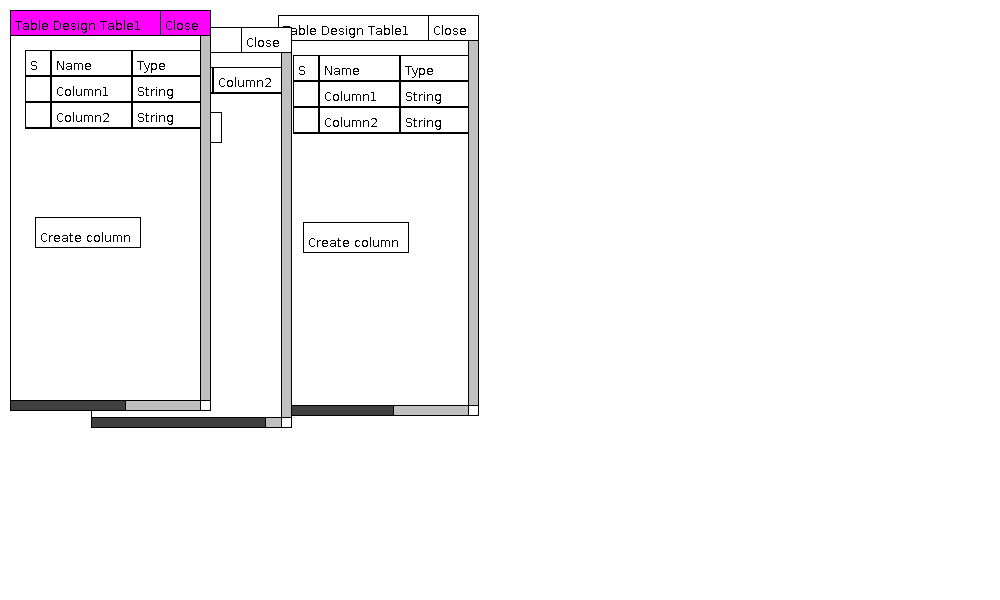 Table Design Table1 Close
S Name Type
Column1 String
Column2 String
Create column
Close
Column2
Table Design Table1 Close
S Name Type
Column1 String
Column2 String
Create column